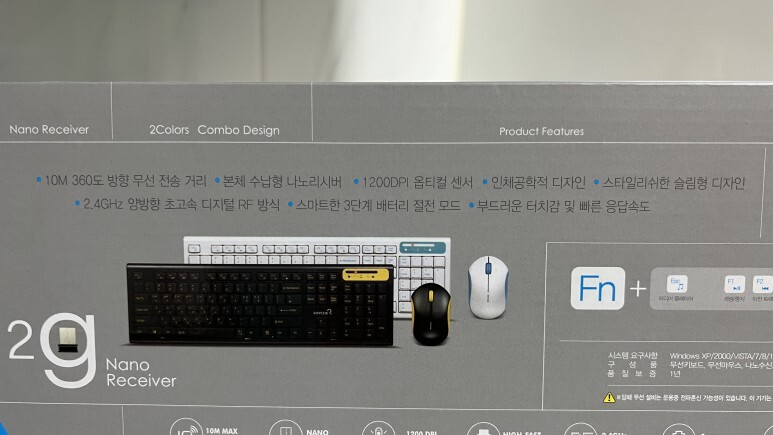 Nano Receiver
2Colors Combo Design
Product Features
• 10M 360도 방향 무선 전송 거리 • 본체 수납형 나노리시버 • 1200DPI 옵티컬 센서 • 인체공학적 디자인 • 스타일리쉬한 슬림형 디자인
• 2.4GHz 양방향 초고속 디지털 RF 방식 • 스마트한 3단계 배터리 절전 모드 • 부드러운 터치감 및 빠른 응답속도
Fn +
Esc F1 F2
2g
Nano
Receiver
시스템 요구사항 Windows XP/2000/VISTA/7/8/1
구성품 무선키보드, 무선마우스, 나노수신
품질보증 1년
10M MAX
NANO
1200 DPI
HIGH FAST
2.4GHz